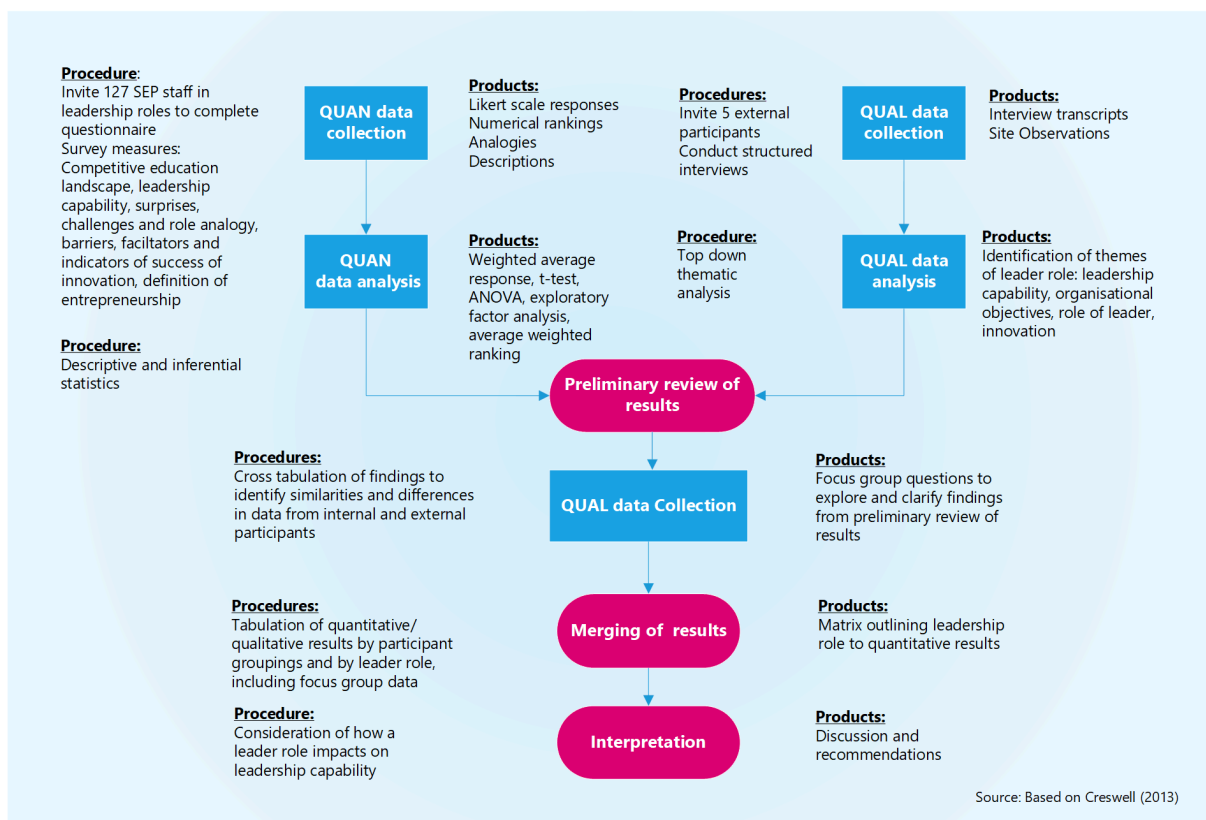 Procedure:
Invite 127 SEP staff in
leadership roles to complete
questionnaire
Survey measures:
Competitive education
landscape, leadership
capability, surprises,
challenges and role analogy,
barriers, faciltators and
indicators of success of
innovation, definition of
entrepreneurship
QUAN data
collection
Products:
Likert scale responses
Numerical rankings
Analogies
Descriptions
Procedures:
Invite 5 external
participants
Conduct structured
interviews
QUAL data
collection
Products:
Interview transcripts
Site Observations
Procedure:
Descriptive and inferential
statistics
QUAN
data analysis
Products:
Weighted average
response, t-test,
ANOVA, exploratory
factor analysis,
average weighted
ranking
Procedure:
Top down
thematic
analysis
QUAL data
analysis
Products:
Identification of themes
of leader role: leadership
capability, organisational
objectives, role of leader,
innovation
Preliminary review of
results
Procedures:
Cross tabulation of findings to
identify similarities and differences
in data from internal and external
participants
QUAL data Collection
Products:
Focus group questions to
explore and clarify findings
from preliminary review of
results
Procedures:
Tabulation of quantitative/
qualitative results by participant
groupings and by leader role,
including focus group data
Merging of results
Products:
Matrix outlining leadership
role to quantitative results
Procedure:
Consideration of how a
leader role impacts on
leadership capability
Interpretation
Products:
Discussion and
recommendations
Source: Based on Creswell (2013)